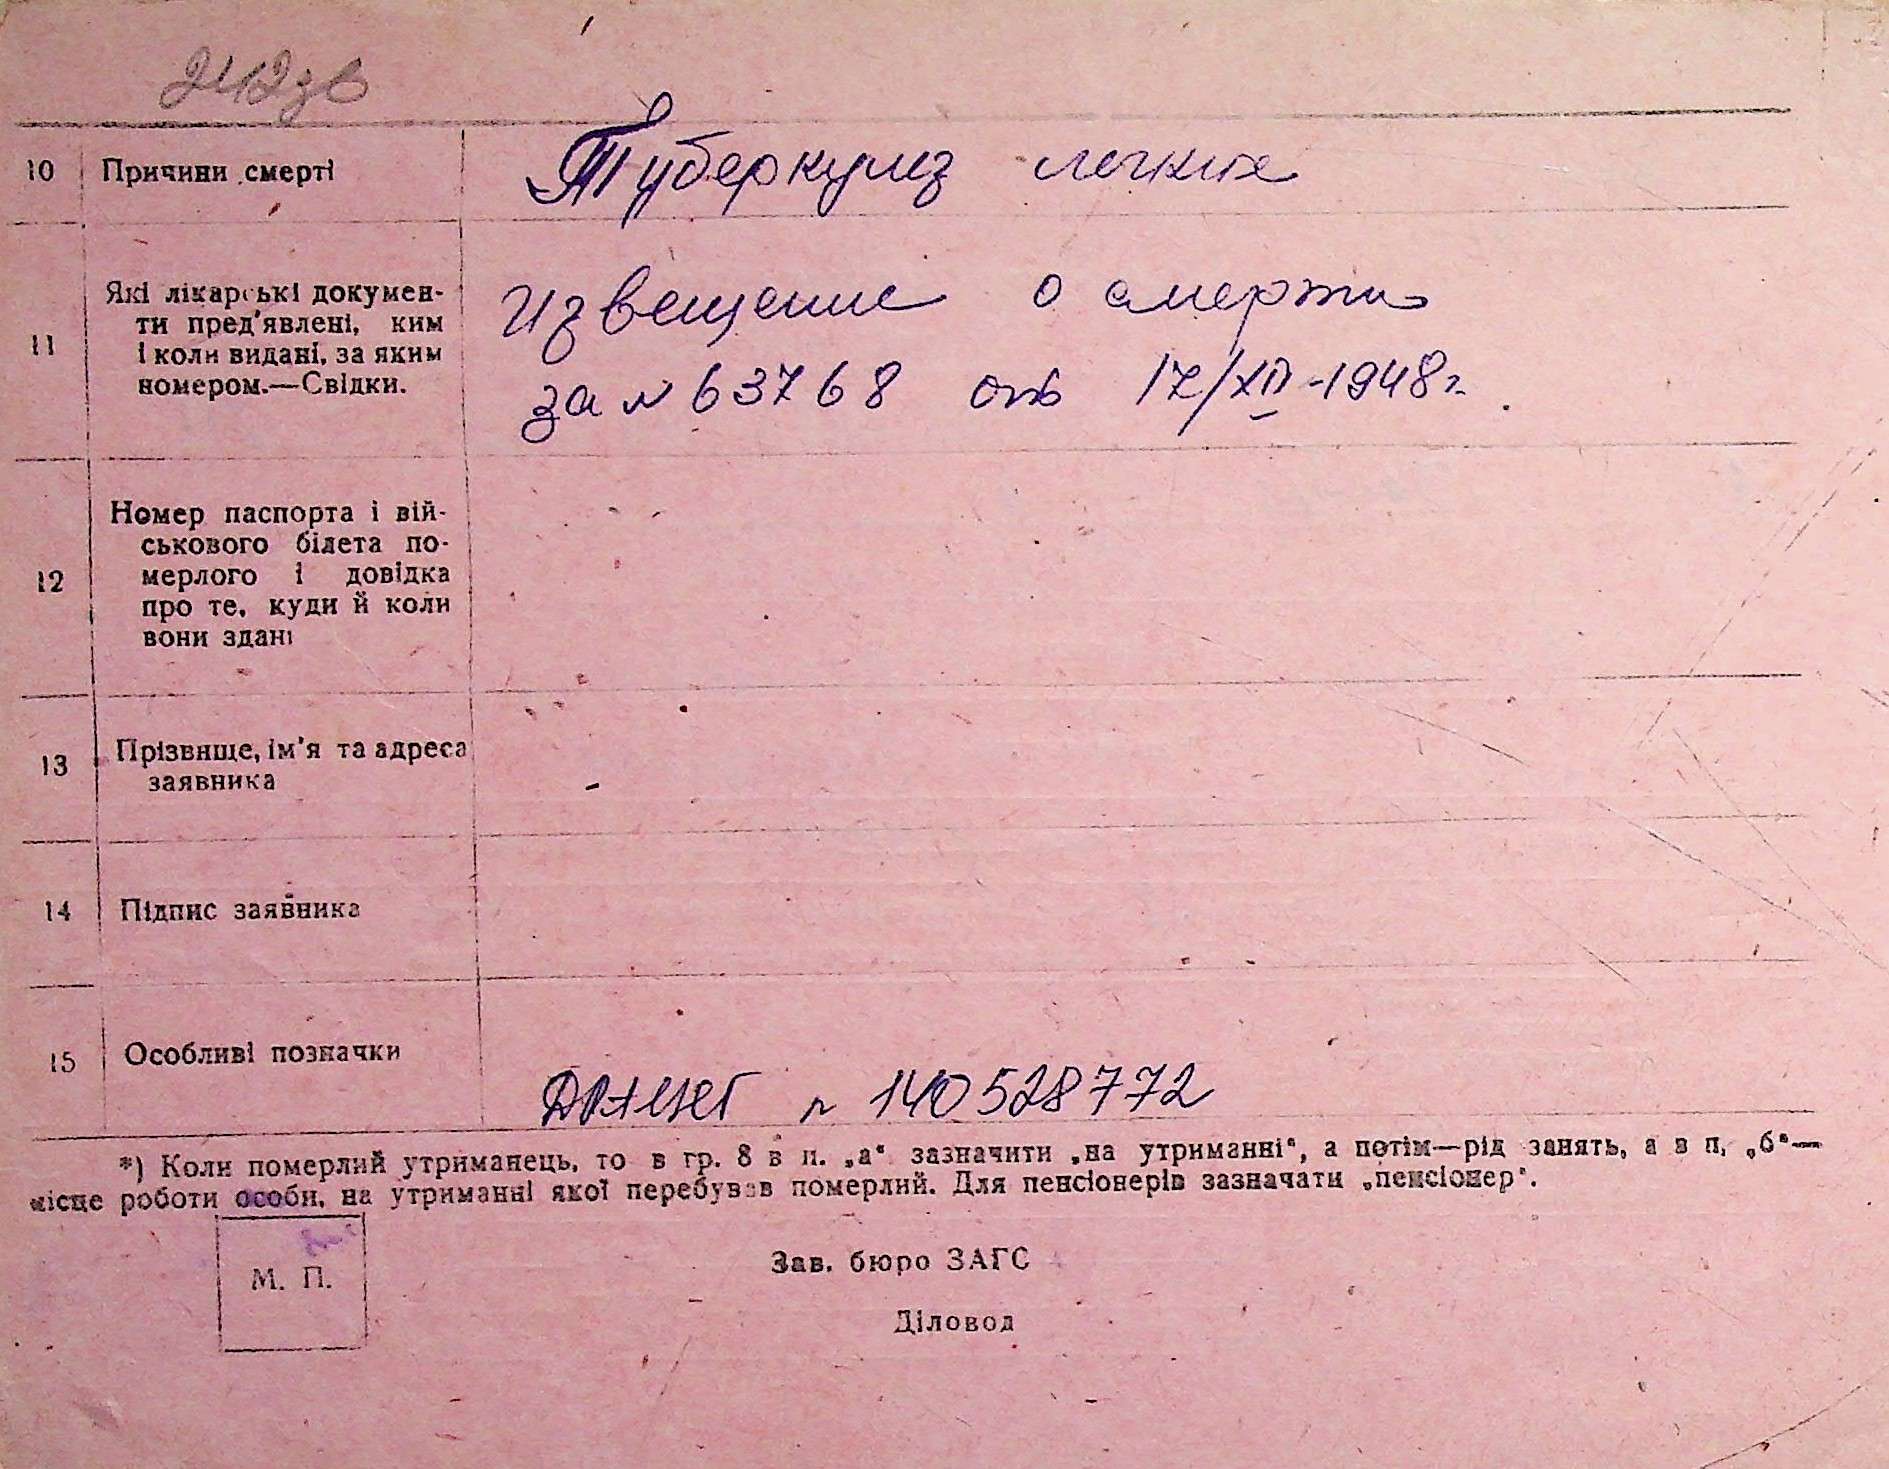 10 Причини смерті Туберкулез легких
11 Які лікарські докумен-
ти пред'явлені, ким
і коли видані, за яким
номером.—Свідки.
Извещение о смерти
за N 63768 от 17/XII-1948 г.
12 Номер паспорта і вій-
ськового білета по-
мерлого і довідка
про те, куди й коли
вони здані
13 Прізвище, ім'я та адреса
заявника
14 Підпис заявника
15 Особливі позначки
140528772
*) Коли померлий утриманець, то в гр. 8 в п. „а“ зазначити „на утриманні“, а потім—рід занять, а в п. „б“—
місце роботи особи, на утриманні якої перебував померлий. Для пенсіонерів зазначати „пенсіонер“.
М. П.
Зав. бюро ЗАГС
Діловод